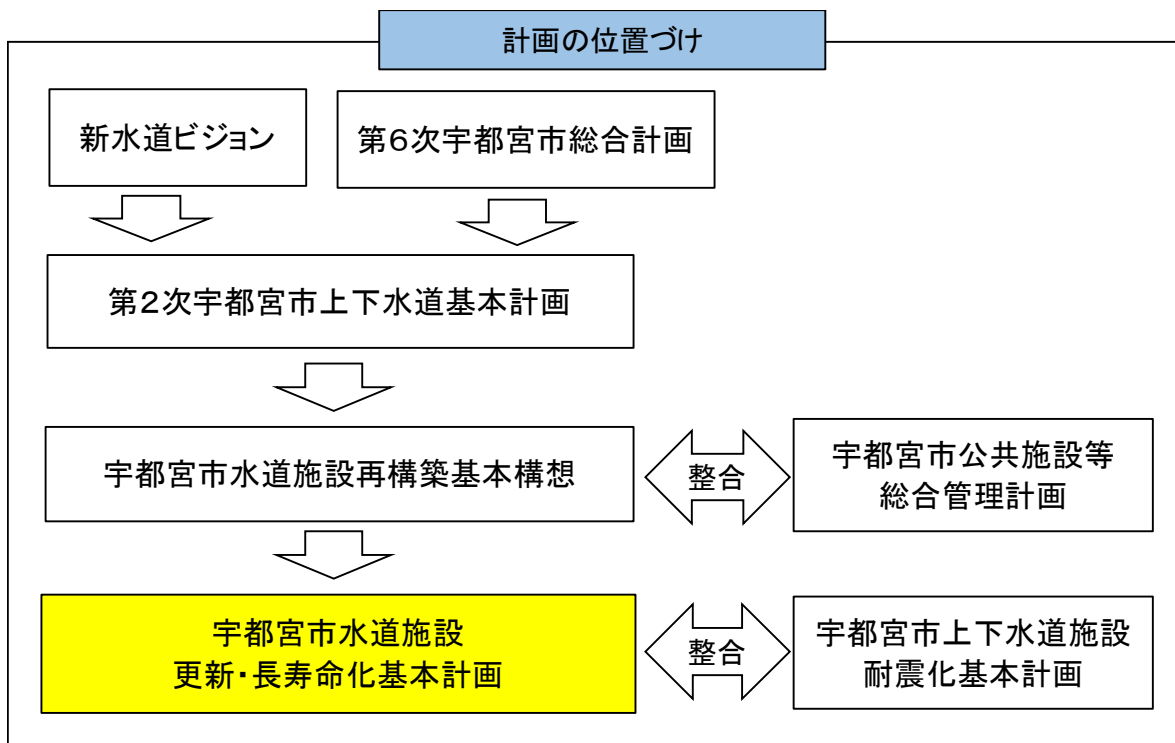 計画の位置づけ
新水道ビジョン
第6次宇都宮市総合計画
第2次宇都宮市上下水道基本計画
宇都宮市水道施設再構築基本構想
整合
宇都宮市公共施設等
総合管理計画
宇都宮市水道施設
更新・長寿命化基本計画
整合
宇都宮市上下水道施設
耐震化基本計画